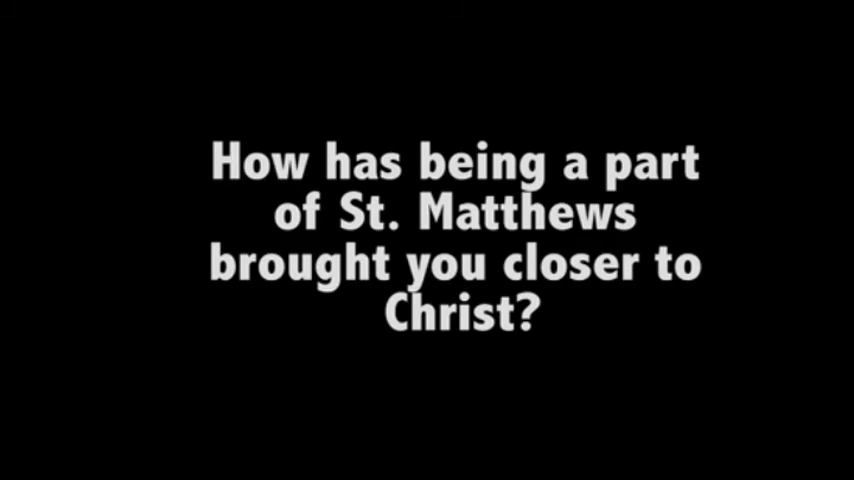 How has being a part
of St. Matthews
brought you closer to
Christ?